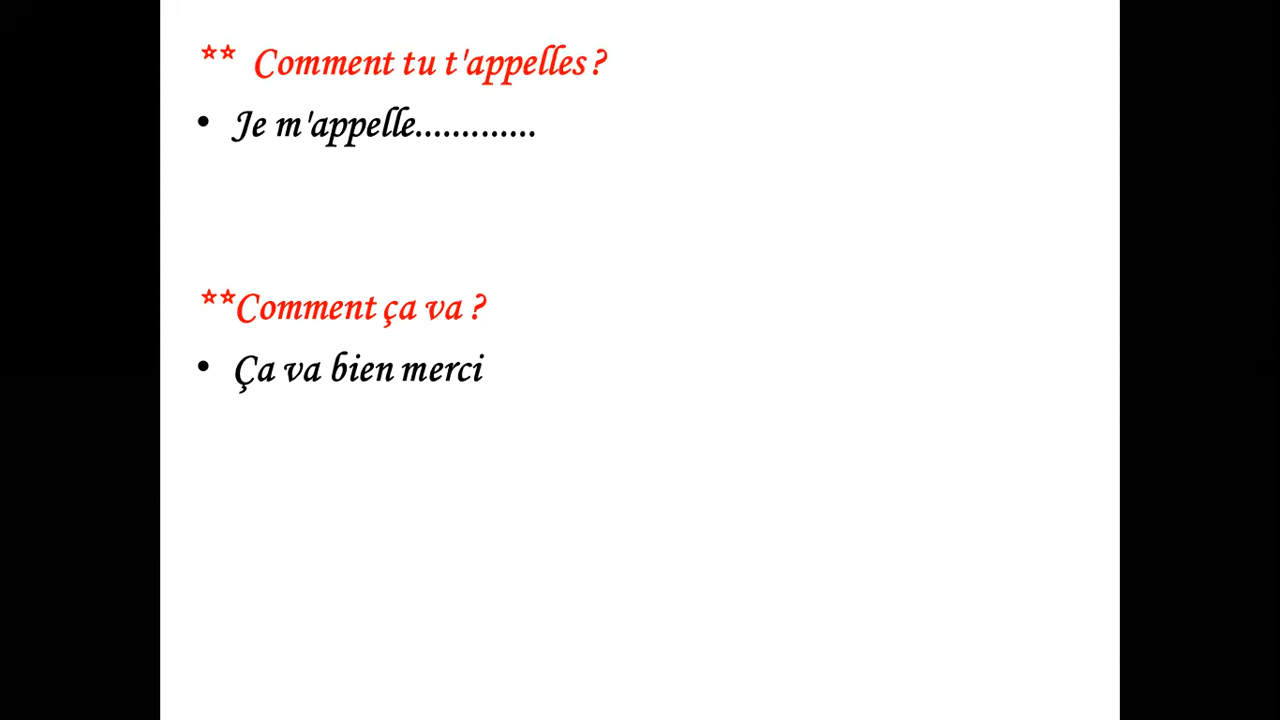 ** Comment tu t'appelles ?
• Je m'appelle.............
**Comment ça va ?
• Ça va bien merci